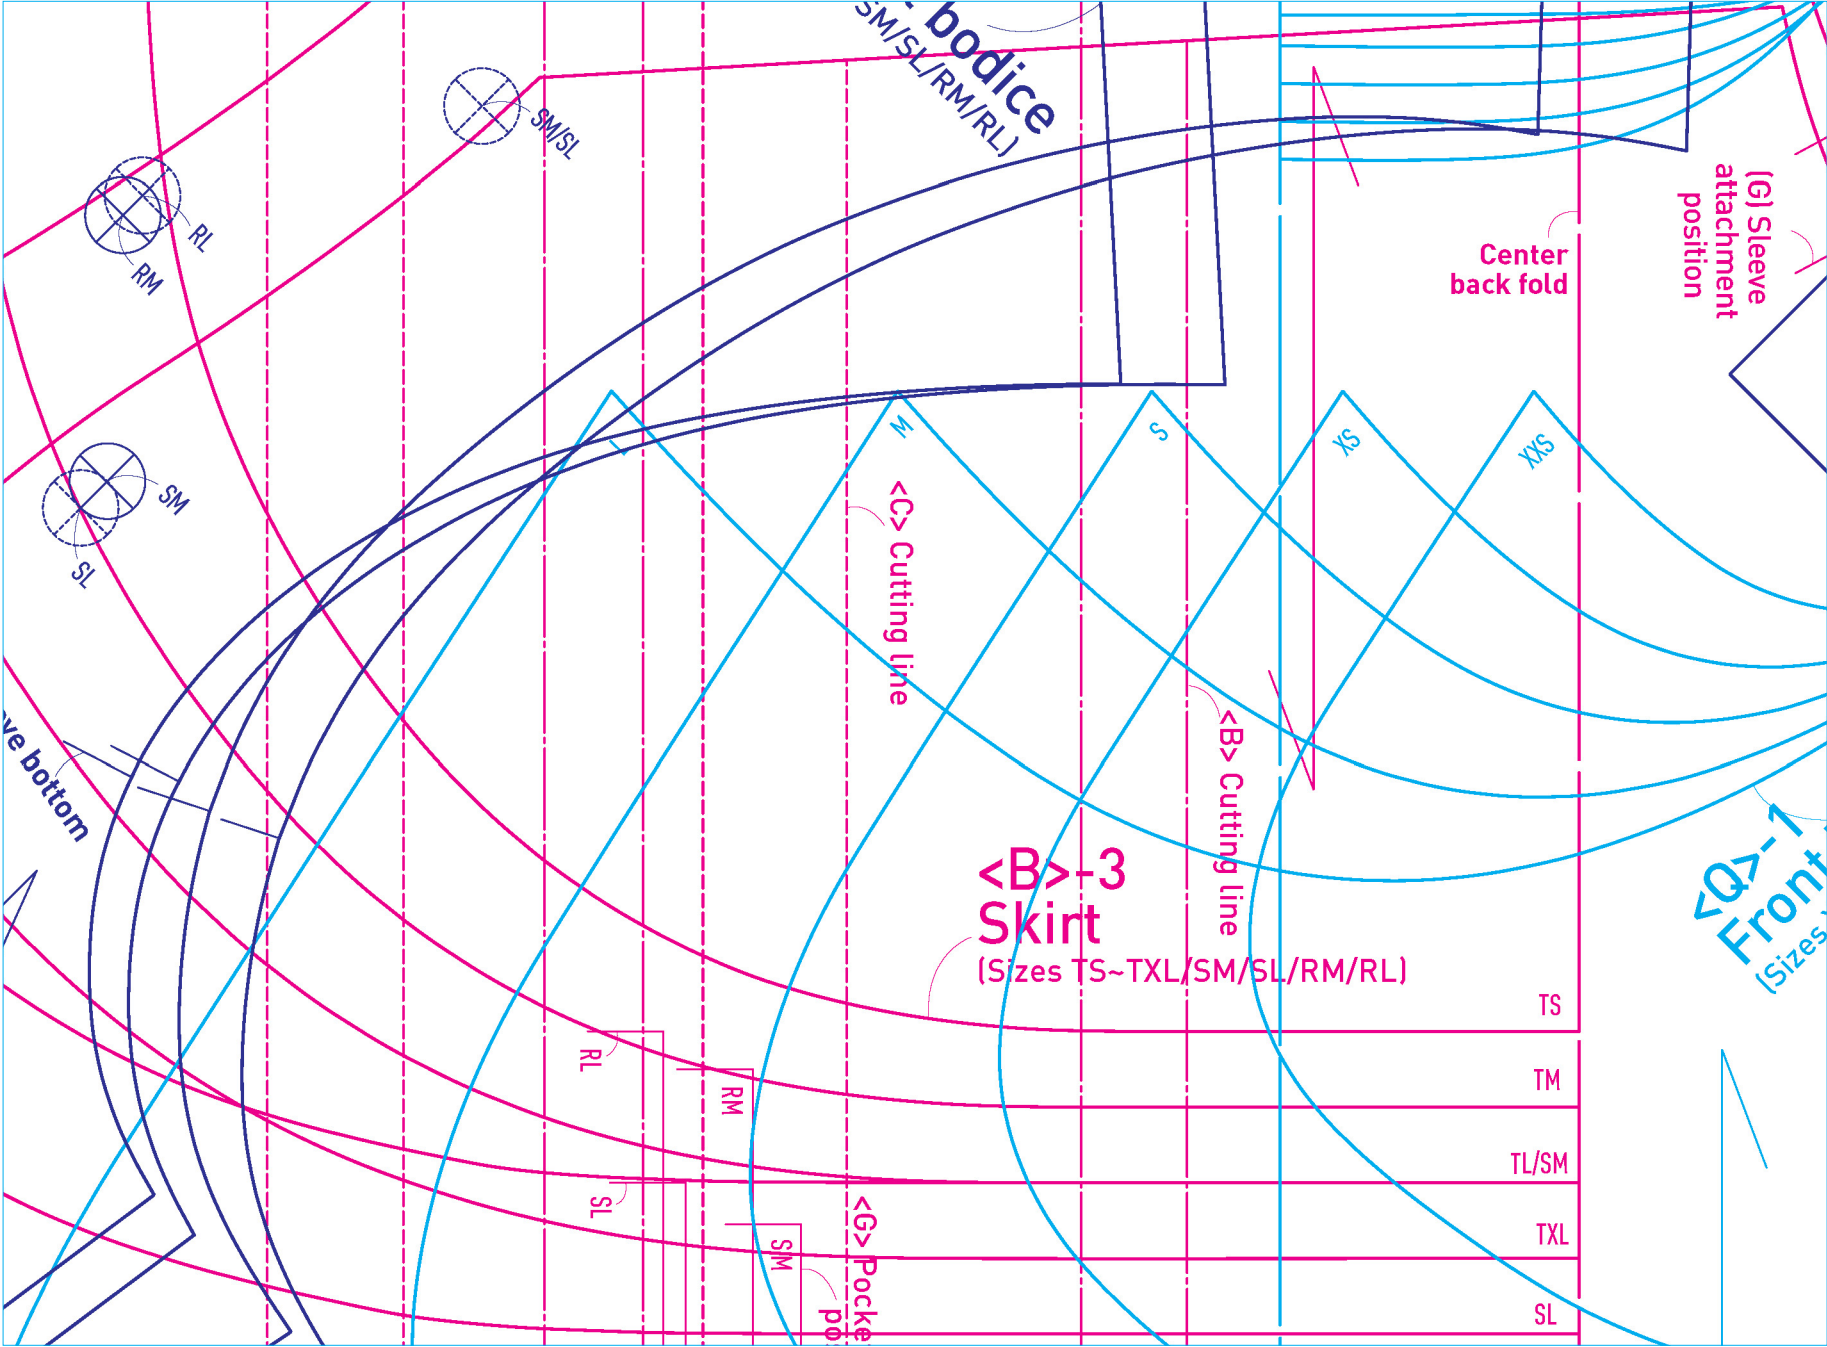 bodice
SM/SL/RM/RL)
SM/SL
RL
RM
SM
SL
bottom
L
M
S
XS
XXS
Center
back fold
(G) Sleeve
attachment
position
<C> Cutting line
<B> Cutting line
<B>-3
Skirt
(Sizes TS~TXL/SM/SL/RM/RL)
<Q>-1
Front
(Sizes
TS
TM
TL/SM
TXL
SL
RL
RM
SL
SM
<G> Pocke
pos